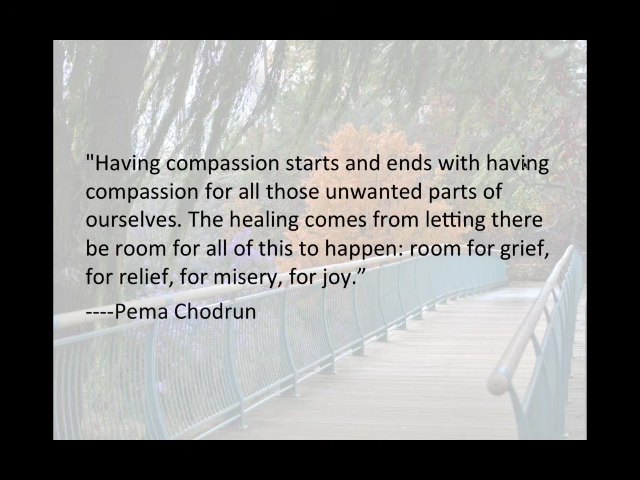 "Having compassion starts and ends with having
compassion for all those unwanted parts of
ourselves. The healing comes from letting there
be room for all of this to happen: room for grief,
for relief, for misery, for joy.”
----Pema Chodrun